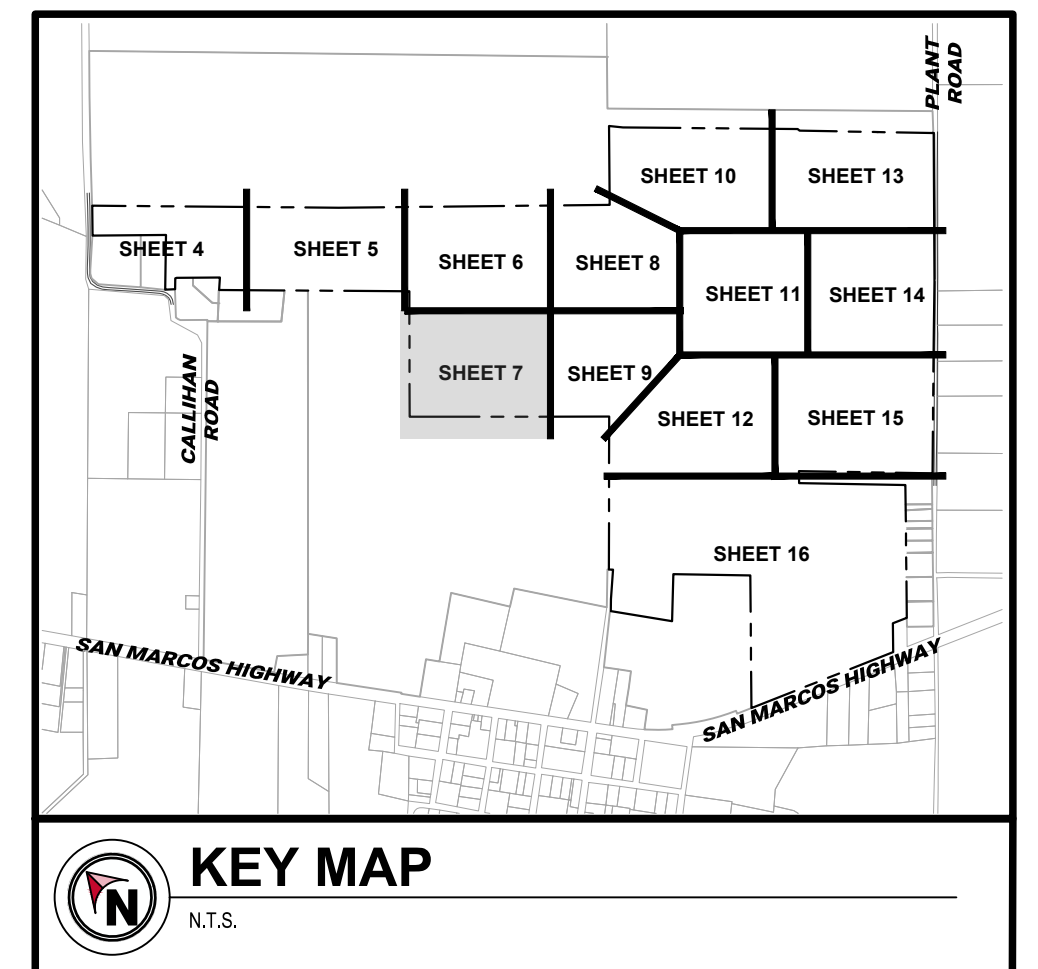 PLANT
ROAD
SHEET 10
SHEET 13
SHEET 4
SHEET 5
SHEET 6
SHEET 8
SHEET 11
SHEET 14
SHEET 7
SHEET 9
CALLIHAN
ROAD
SHEET 12
SHEET 15
SHEET 16
SAN MARCOS HIGHWAY
SAN MARCOS HIGHWAY
N
KEY MAP
N.T.S.